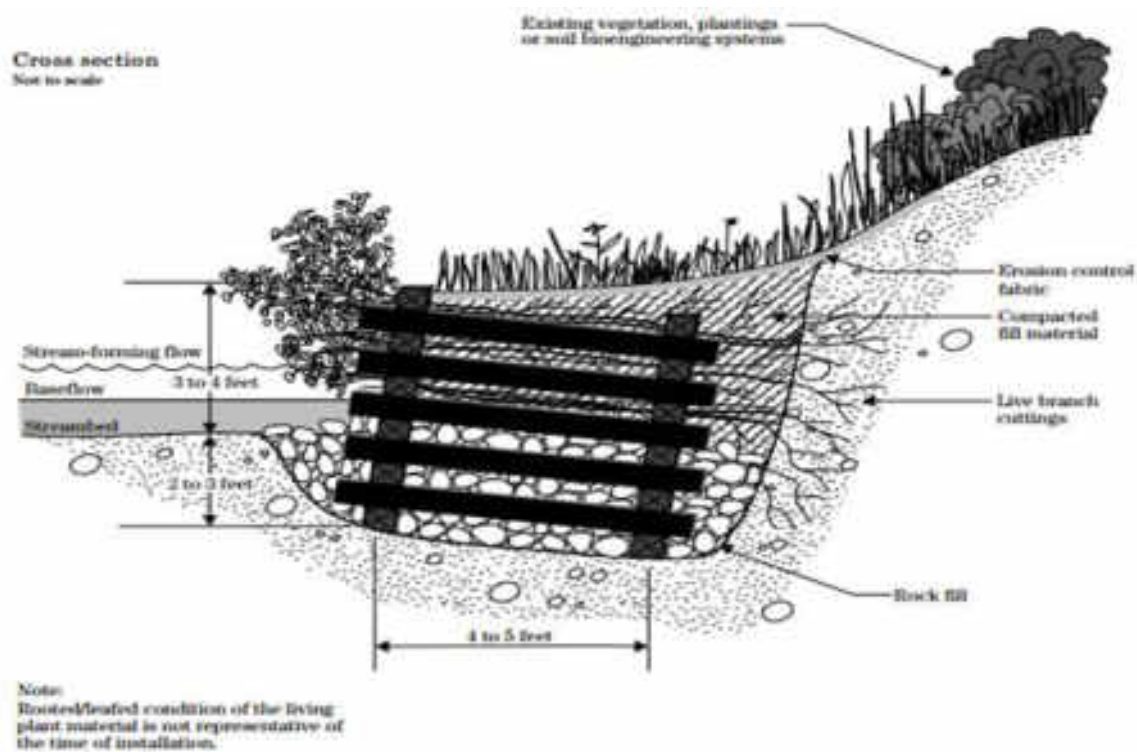 Existing vegetation, plantings
or soil bioengineering systems
Cross section
Not to scale
Erosion control
fabric
Compacted
fill material
Stream-forming flow
3 to 4 feet
Baseflow
Live branch
cuttings
Streambed
2 to 3 feet
Rock fill
4 to 5 feet
Note:
Rooted/leafed condition of the living
plant material is not representative of
the time of installation.